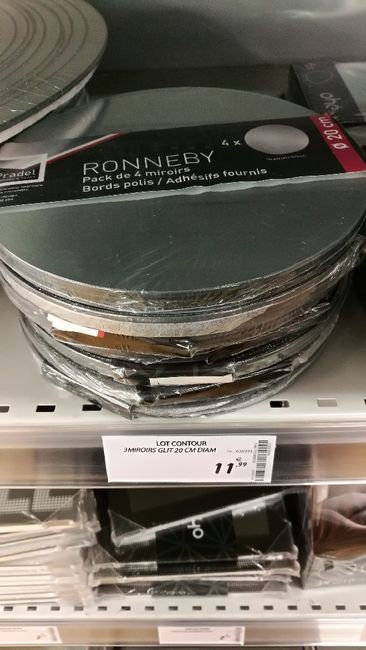 Pradel
RONNEBY
4 x
Ø 20 cm
Pack de 4 miroirs
Bords polis / Adhésifs fournis
LOT CONTOUR
3MIROIRS GLIT 20 CM DIAM
11 € .99